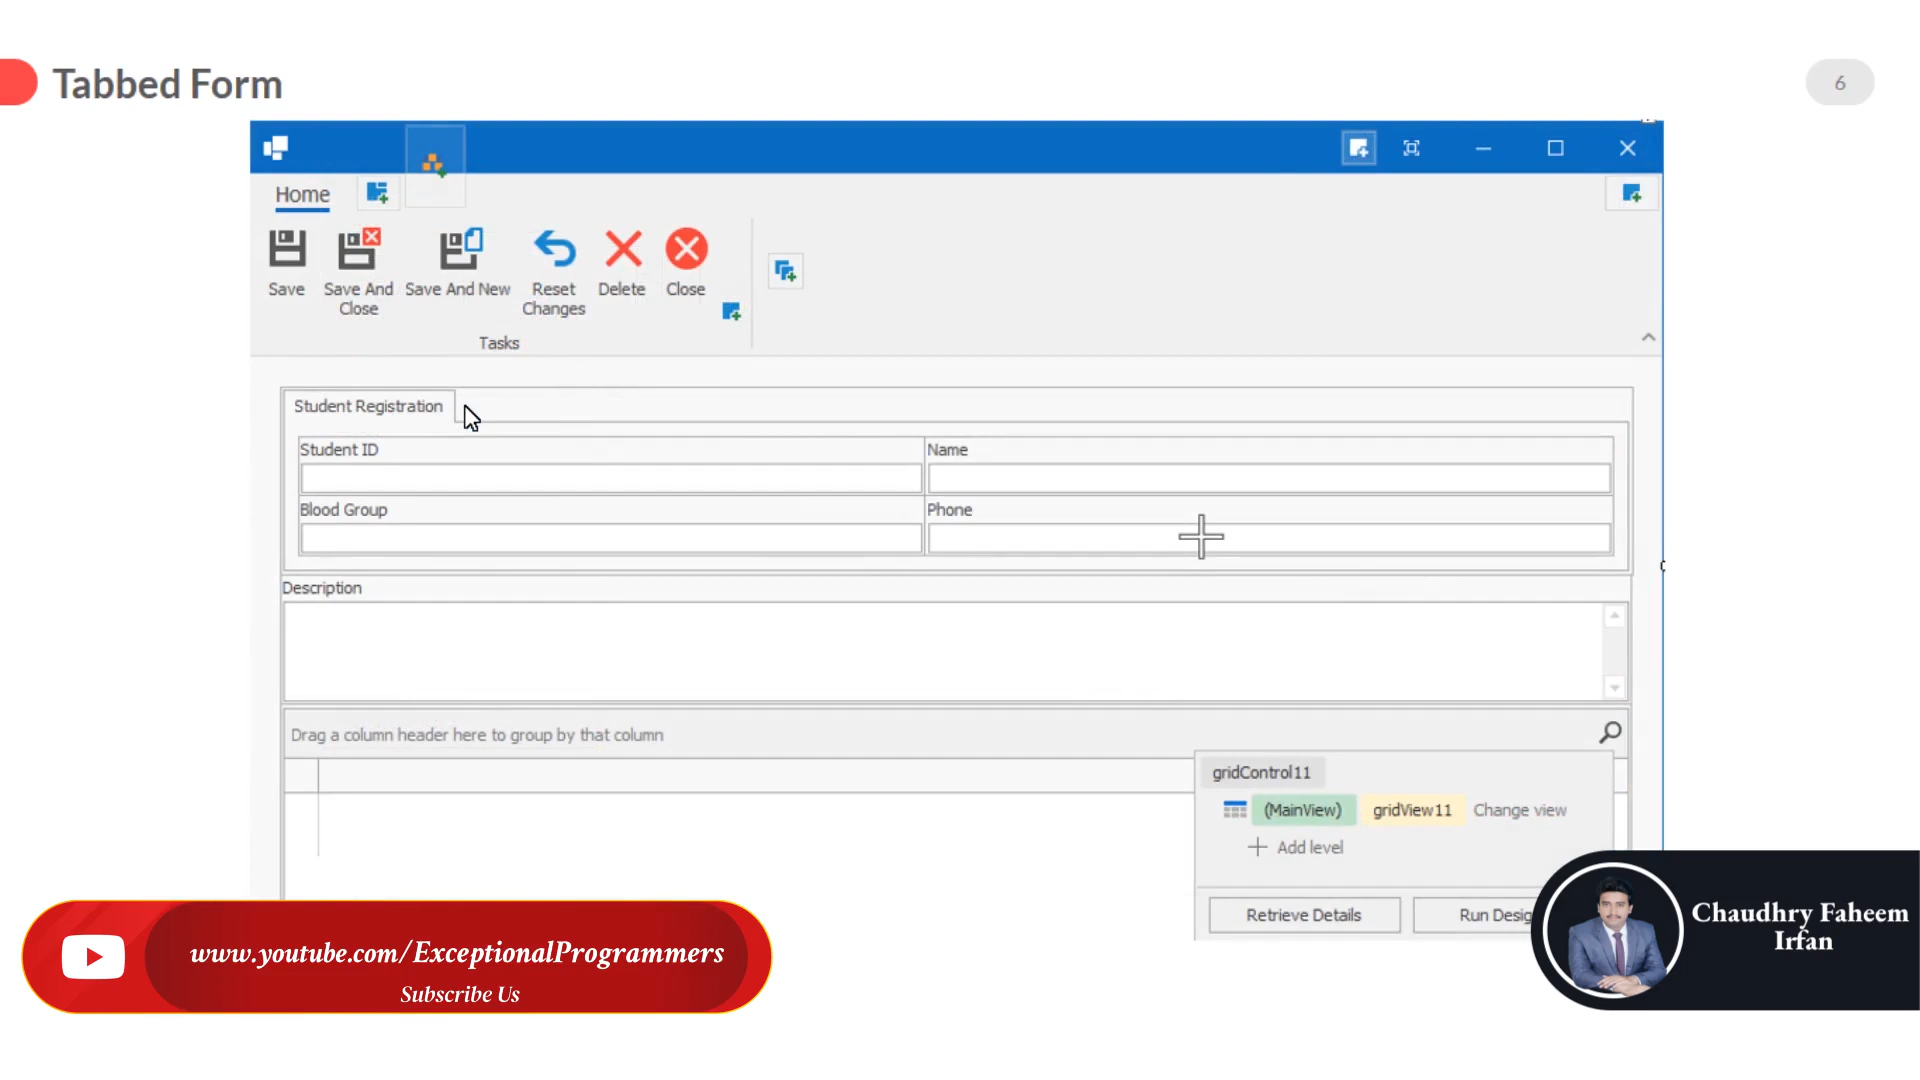 Tabbed Form
6
Home
Save
Save And
Close
Save And New
Reset
Changes
Delete
Close
Tasks
Student Registration
Student ID
Name
Blood Group
Phone
Description
Drag a column header here to group by that column
gridControl11
(MainView) gridView11 Change view
Add level
Retrieve Details
Run Desig
www.youtube.com/ExceptionalProgrammers
Subscribe Us
Chaudhry Faheem
Irfan